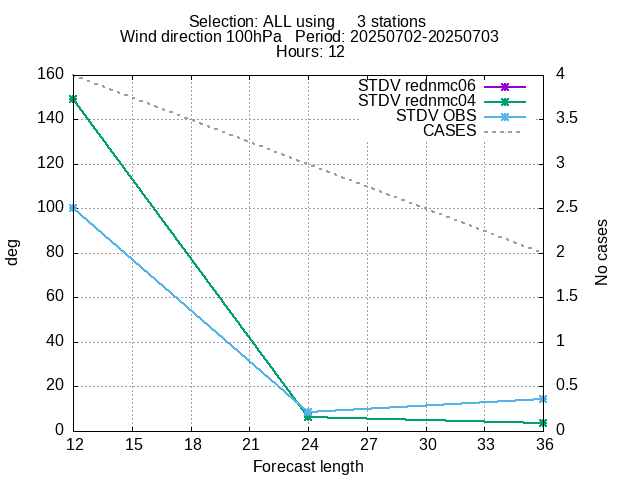 Selection: ALL using     3 stations
Wind direction 100hPa   Period: 20250702-20250703
Hours: 12
STDV rednmc06
STDV rednmc04
STDV OBS
CASES
160
140
120
100
80
60
40
20
0
deg
4
3.5
3
2.5
2
1.5
1
0.5
0
No cases
12 15 18 21 24 27 30 33 36
Forecast length